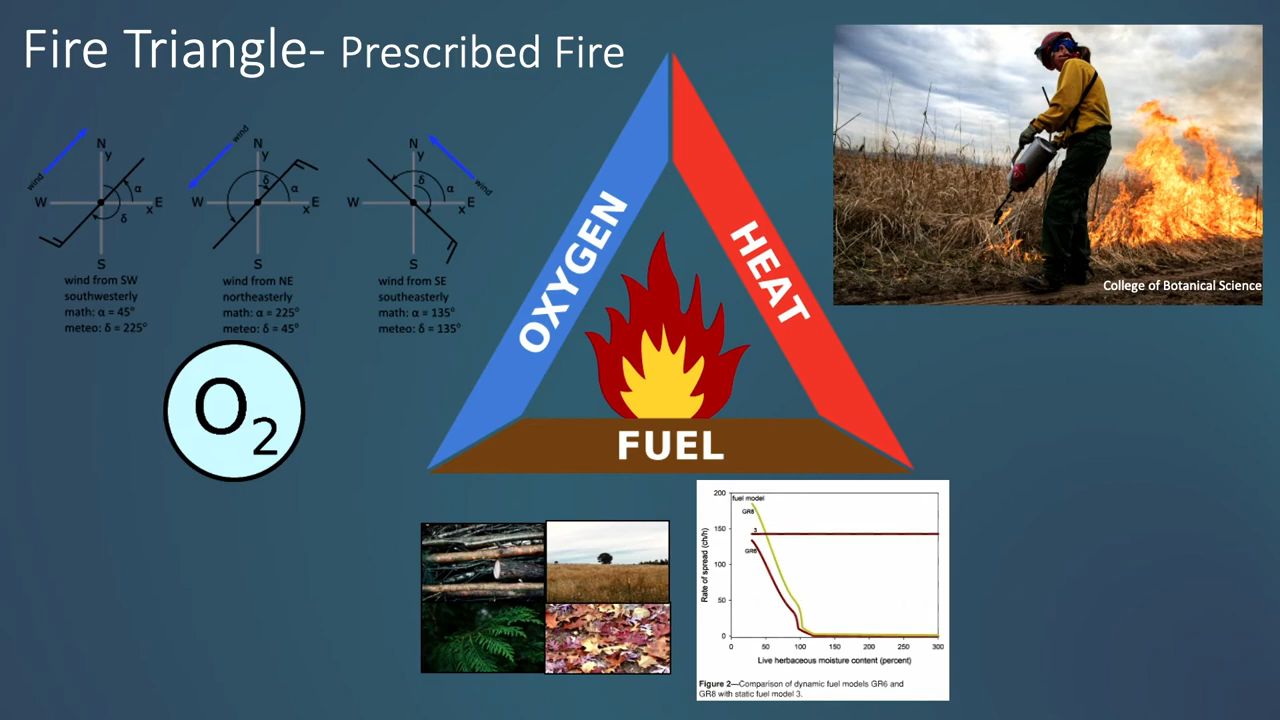 Fire Triangle- Prescribed Fire
wind
N
y
α
W
E
x
δ
S
wind from SW
southwesterly
math: α = 45°
meteo: δ = 225°
wind
N
y
δ
α
W
E
x
S
wind from NE
northeasterly
math: α = 225°
meteo: δ = 45°
wind
N
y
δ
α
W
E
x
S
wind from SE
southeasterly
math: α = 135°
meteo: δ = 135°
O2
OXYGEN
HEAT
FUEL
College of Botanical Science
fuel model
GR8
3
GR6
200
150
100
50
0
Rate of spread (ch/h)
0 50 100 150 200 250 300
Live herbaceous moisture content (percent)
Figure 2—Comparison of dynamic fuel models GR6 and
GR8 with static fuel model 3.